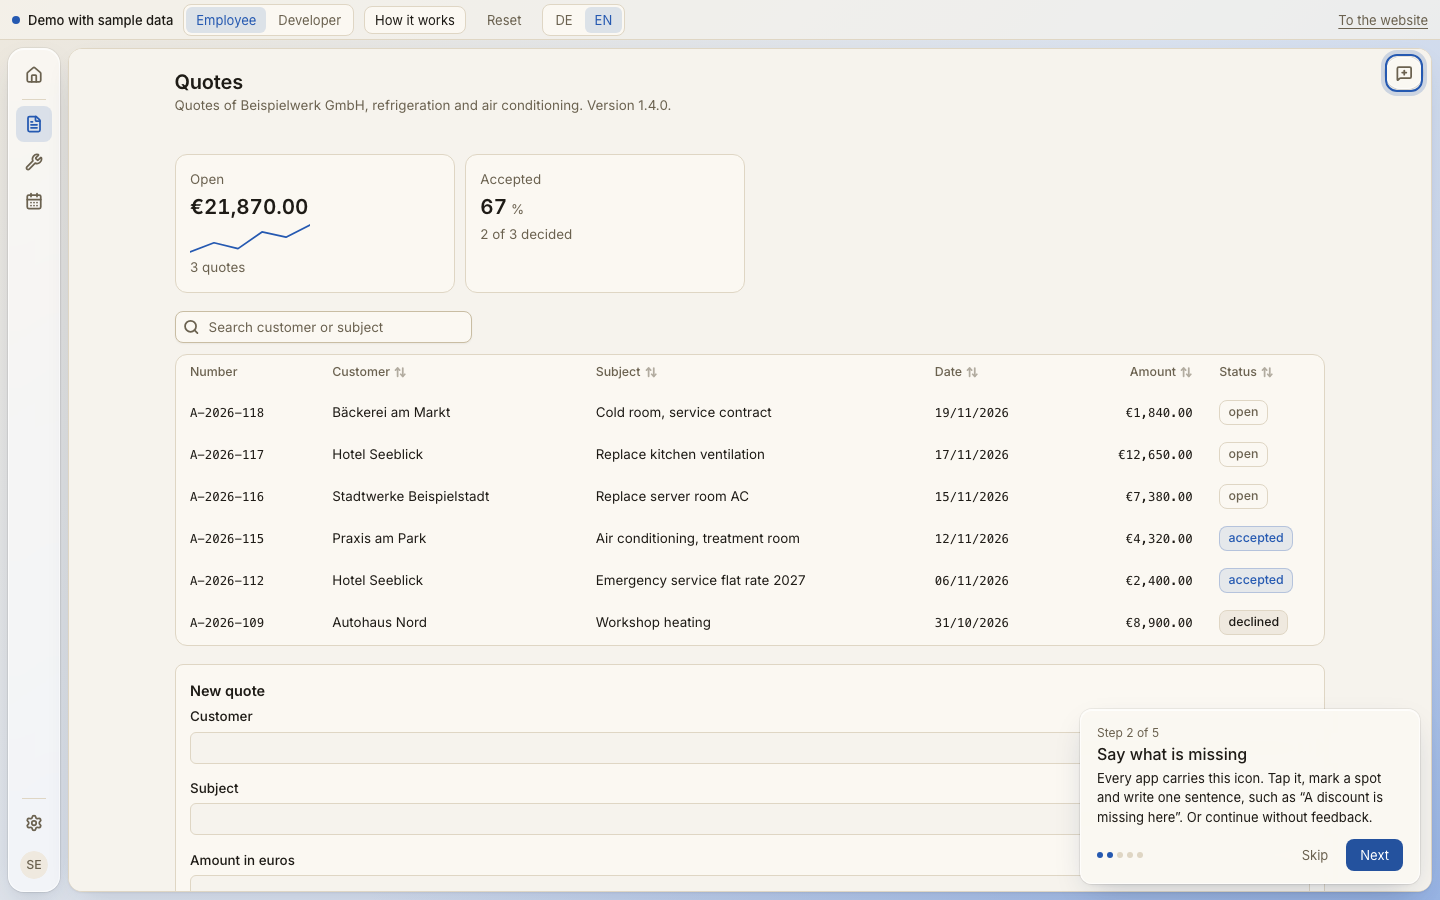 Demo with sample data
Employee
Developer
How it works
Reset
DE
EN
To the website
Quotes
Quotes of Beispielwerk GmbH, refrigeration and air conditioning. Version 1.4.0.
Open
€21,870.00
3 quotes
Accepted
67 %
2 of 3 decided
Search customer or subject
Number Customer Subject Date Amount Status
A-2026-118 Bäckerei am Markt Cold room, service contract 19/11/2026 €1,840.00 open
A-2026-117 Hotel Seeblick Replace kitchen ventilation 17/11/2026 €12,650.00 open
A-2026-116 Stadtwerke Beispielstadt Replace server room AC 15/11/2026 €7,380.00 open
A-2026-115 Praxis am Park Air conditioning, treatment room 12/11/2026 €4,320.00 accepted
A-2026-112 Hotel Seeblick Emergency service flat rate 2027 06/11/2026 €2,400.00 accepted
A-2026-109 Autohaus Nord Workshop heating 31/10/2026 €8,900.00 declined
New quote
Customer
Subject
Amount in euros
SE
Step 2 of 5
Say what is missing
Every app carries this icon. Tap it, mark a spot
and write one sentence, such as “A discount is
missing here”. Or continue without feedback.
Skip
Next